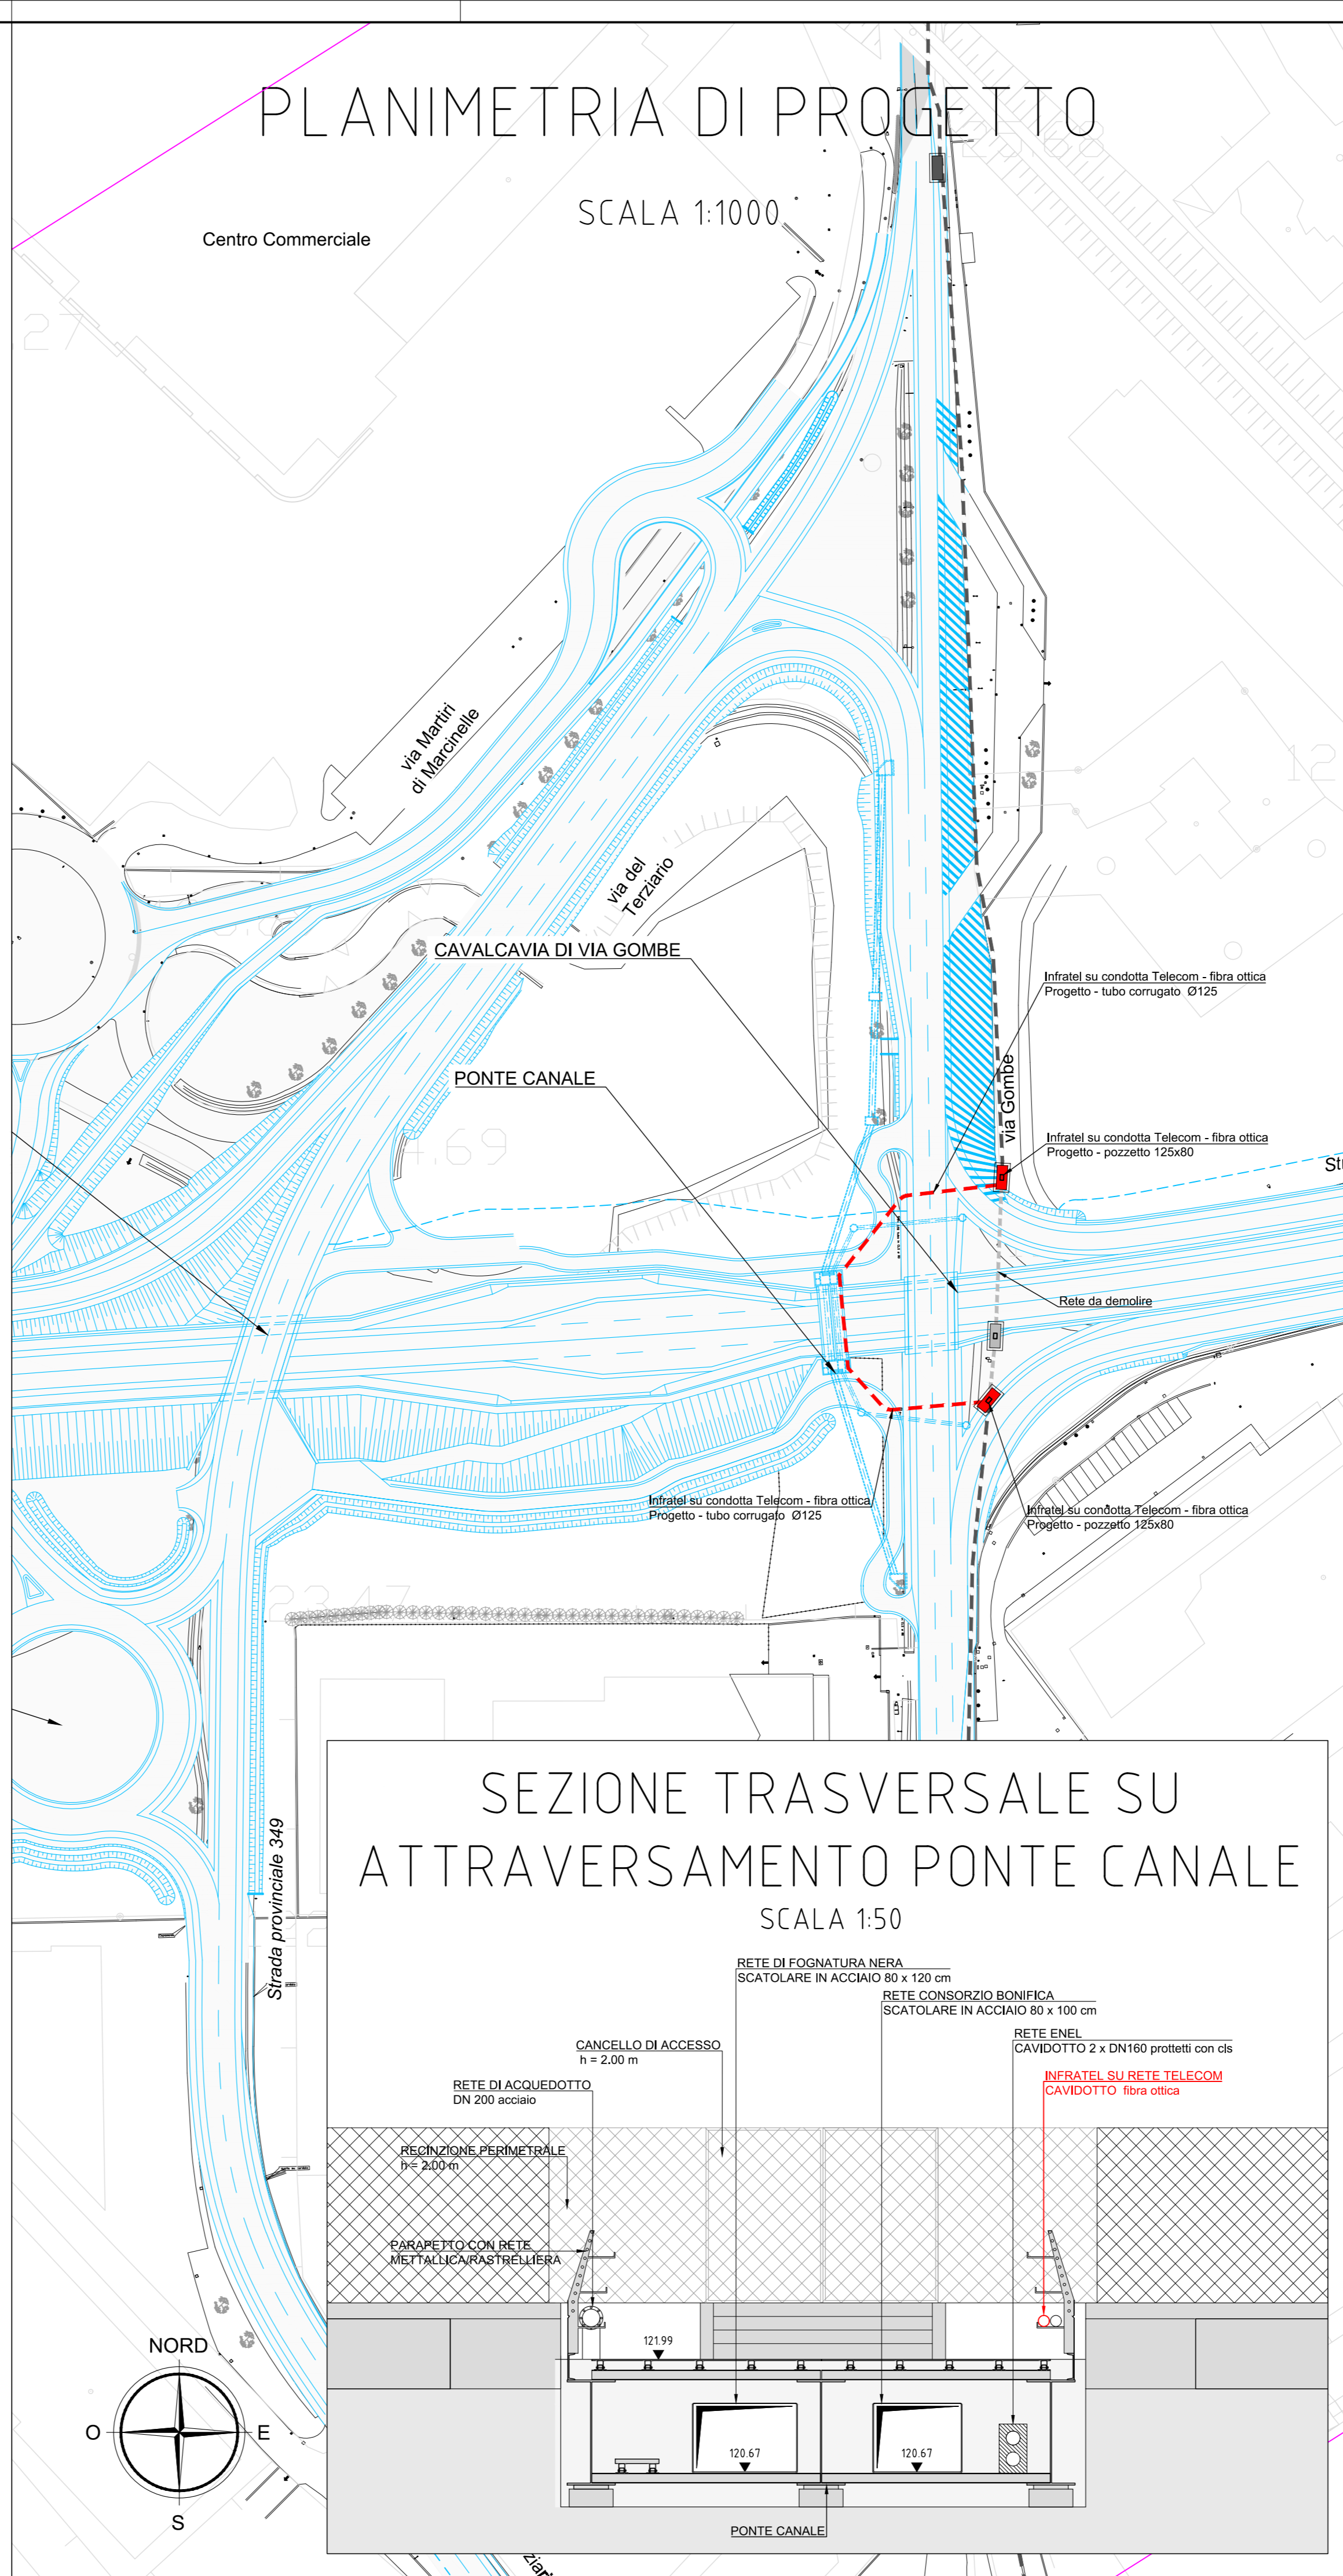 PLANIMETRIA DI PROGETTO
2368
SCALA 1:1000
Centro Commerciale
27
via Martiri
di Marcinelle
12
via del
Terziario
CAVALCAVIA DI VIA GOMBE
Infratel su condotta Telecom - fibra ottica
Progetto - tubo corrugato Ø125
via Gombe
PONTE CANALE
Infratel su condotta Telecom - fibra ottica
Progetto - pozzetto 125x80
Rete da demolire
Infratel su condotta Telecom - fibra ottica
Progetto - tubo corrugato Ø125
Infratel su condotta Telecom - fibra ottica
Progetto - pozzetto 125x80
2347
Strada provinciale 349
SEZIONE TRASVERSALE SU
ATTRAVERSAMENTO PONTE CANALE
SCALA 1:50
RETE DI FOGNATURA NERA
SCATOLARE IN ACCIAIO 80 x 120 cm
RETE CONSORZIO BONIFICA
SCATOLARE IN ACCIAIO 80 x 100 cm
RETE ENEL
CAVIDOTTO 2 x DN160 prottetti con cls
CANCELLO DI ACCESSO
h = 2.00 m
INFRATEL SU RETE TELECOM
CAVIDOTTO fibra ottica
RETE DI ACQUEDOTTO
DN 200 acciaio
RECINZIONE PERIMETRALE
h = 2.00 m
PARAPETTO CON RETE
METTALLICA/RASTRELLIERA
121.99
120.67
120.67
PONTE CANALE
NORD
O
E
S